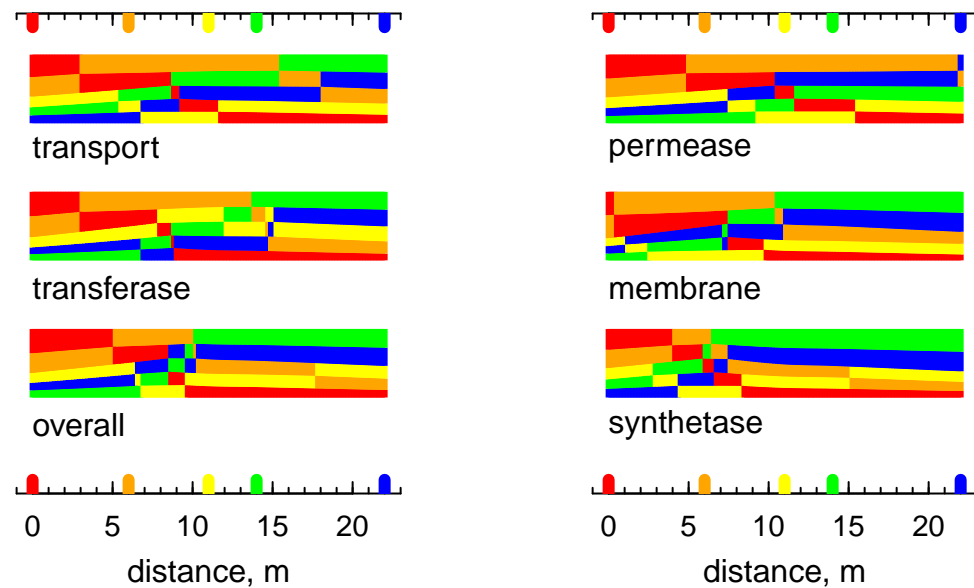 transport
permease
transferase
membrane
overall
synthetase
0 5 10 15 20
0 5 10 15 20
distance, m
distance, m